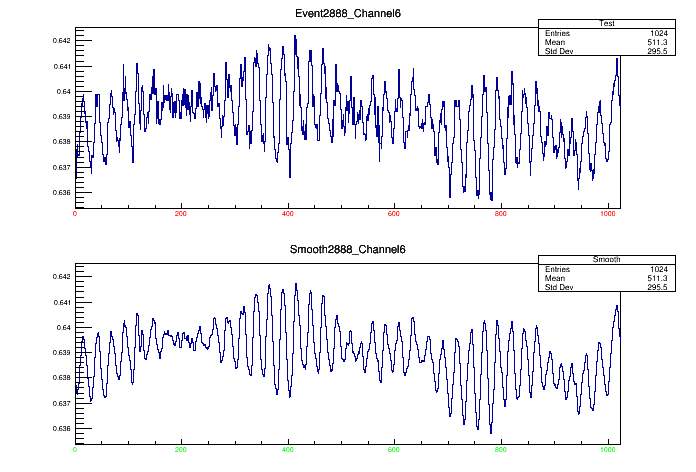 Event2888_Channel6
Test
Entries 1024
Mean 511.3
Std Dev 295.5
0.642
0.641
0.64
0.639
0.638
0.637
0.636
0 200 400 600 800 1000
Smooth2888_Channel6
Smooth
Entries 1024
Mean 511.3
Std Dev 295.5
0.642
0.641
0.64
0.639
0.638
0.637
0.636
0 200 400 600 800 1000